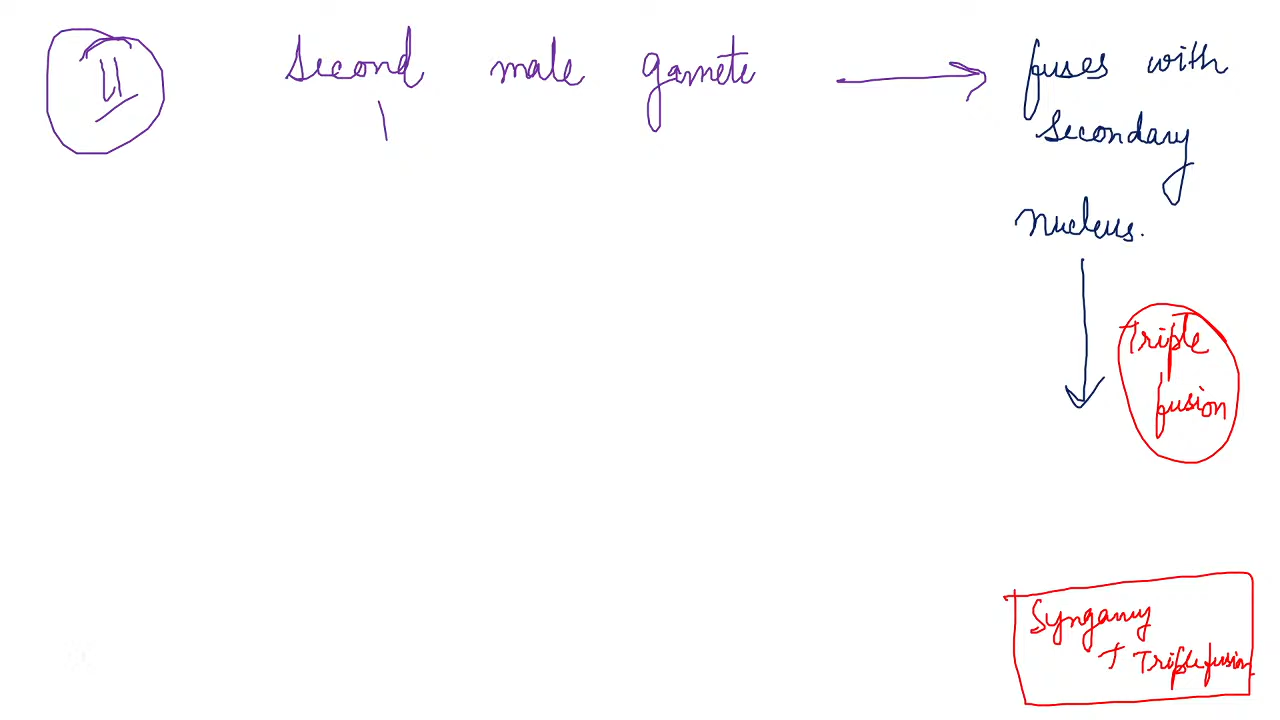 II
Second male gamete → fuses with
secondary
nucleus.
Triple
fusion
Syngamy
+ Triple fusion